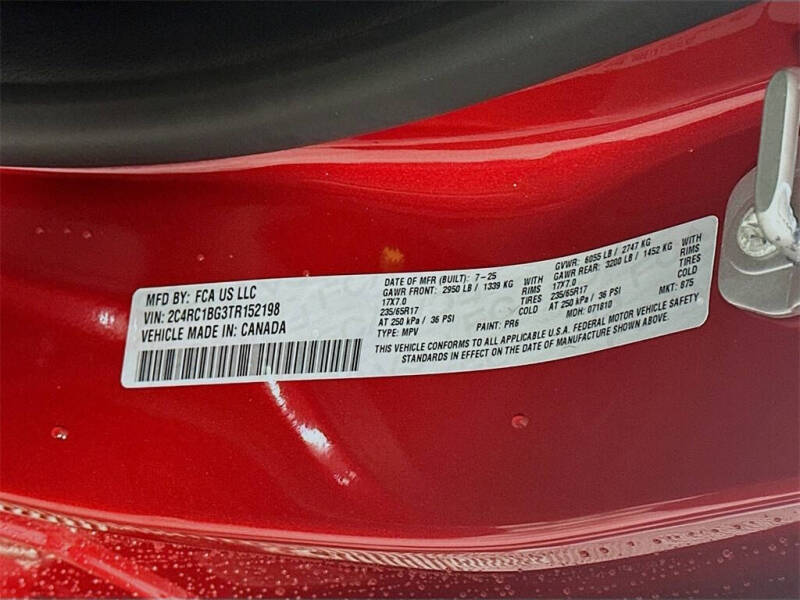 MFD BY: FCA US LLC
VIN: 2C4RC1BG3TR152198
VEHICLE MADE IN: CANADA
DATE OF MFR (BUILT): 7-25 GVWR: 6055 LB / 2747 KG
GAWR FRONT: 2950 LB / 1339 KG WITH GAWR REAR: 3200 LB / 1452 KG WITH
17X7.0 RIMS 17X7.0 RIMS
235/65R17 TIRES 235/65R17 TIRES
AT 250 kPa / 36 PSI COLD AT 250 kPa / 36 PSI COLD
TYPE: MPV PAINT: PR6 MDH: 071810 MKT: 875
THIS VEHICLE CONFORMS TO ALL APPLICABLE U.S.A. FEDERAL MOTOR VEHICLE SAFETY
STANDARDS IN EFFECT ON THE DATE OF MANUFACTURE SHOWN ABOVE.